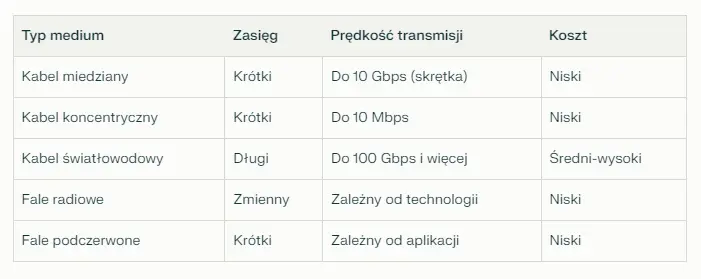 Typ medium Zasięg Prędkość transmisji Koszt
Kabel miedziany Krótki Do 10 Gbps (skrętka) Niski
Kabel koncentryczny Krótki Do 10 Mbps Niski
Kabel światłowodowy Długi Do 100 Gbps i więcej Średni-wysoki
Fale radiowe Zmienny Zależny od technologii Niski
Fale podczerwone Krótki Zależny od aplikacji Niski